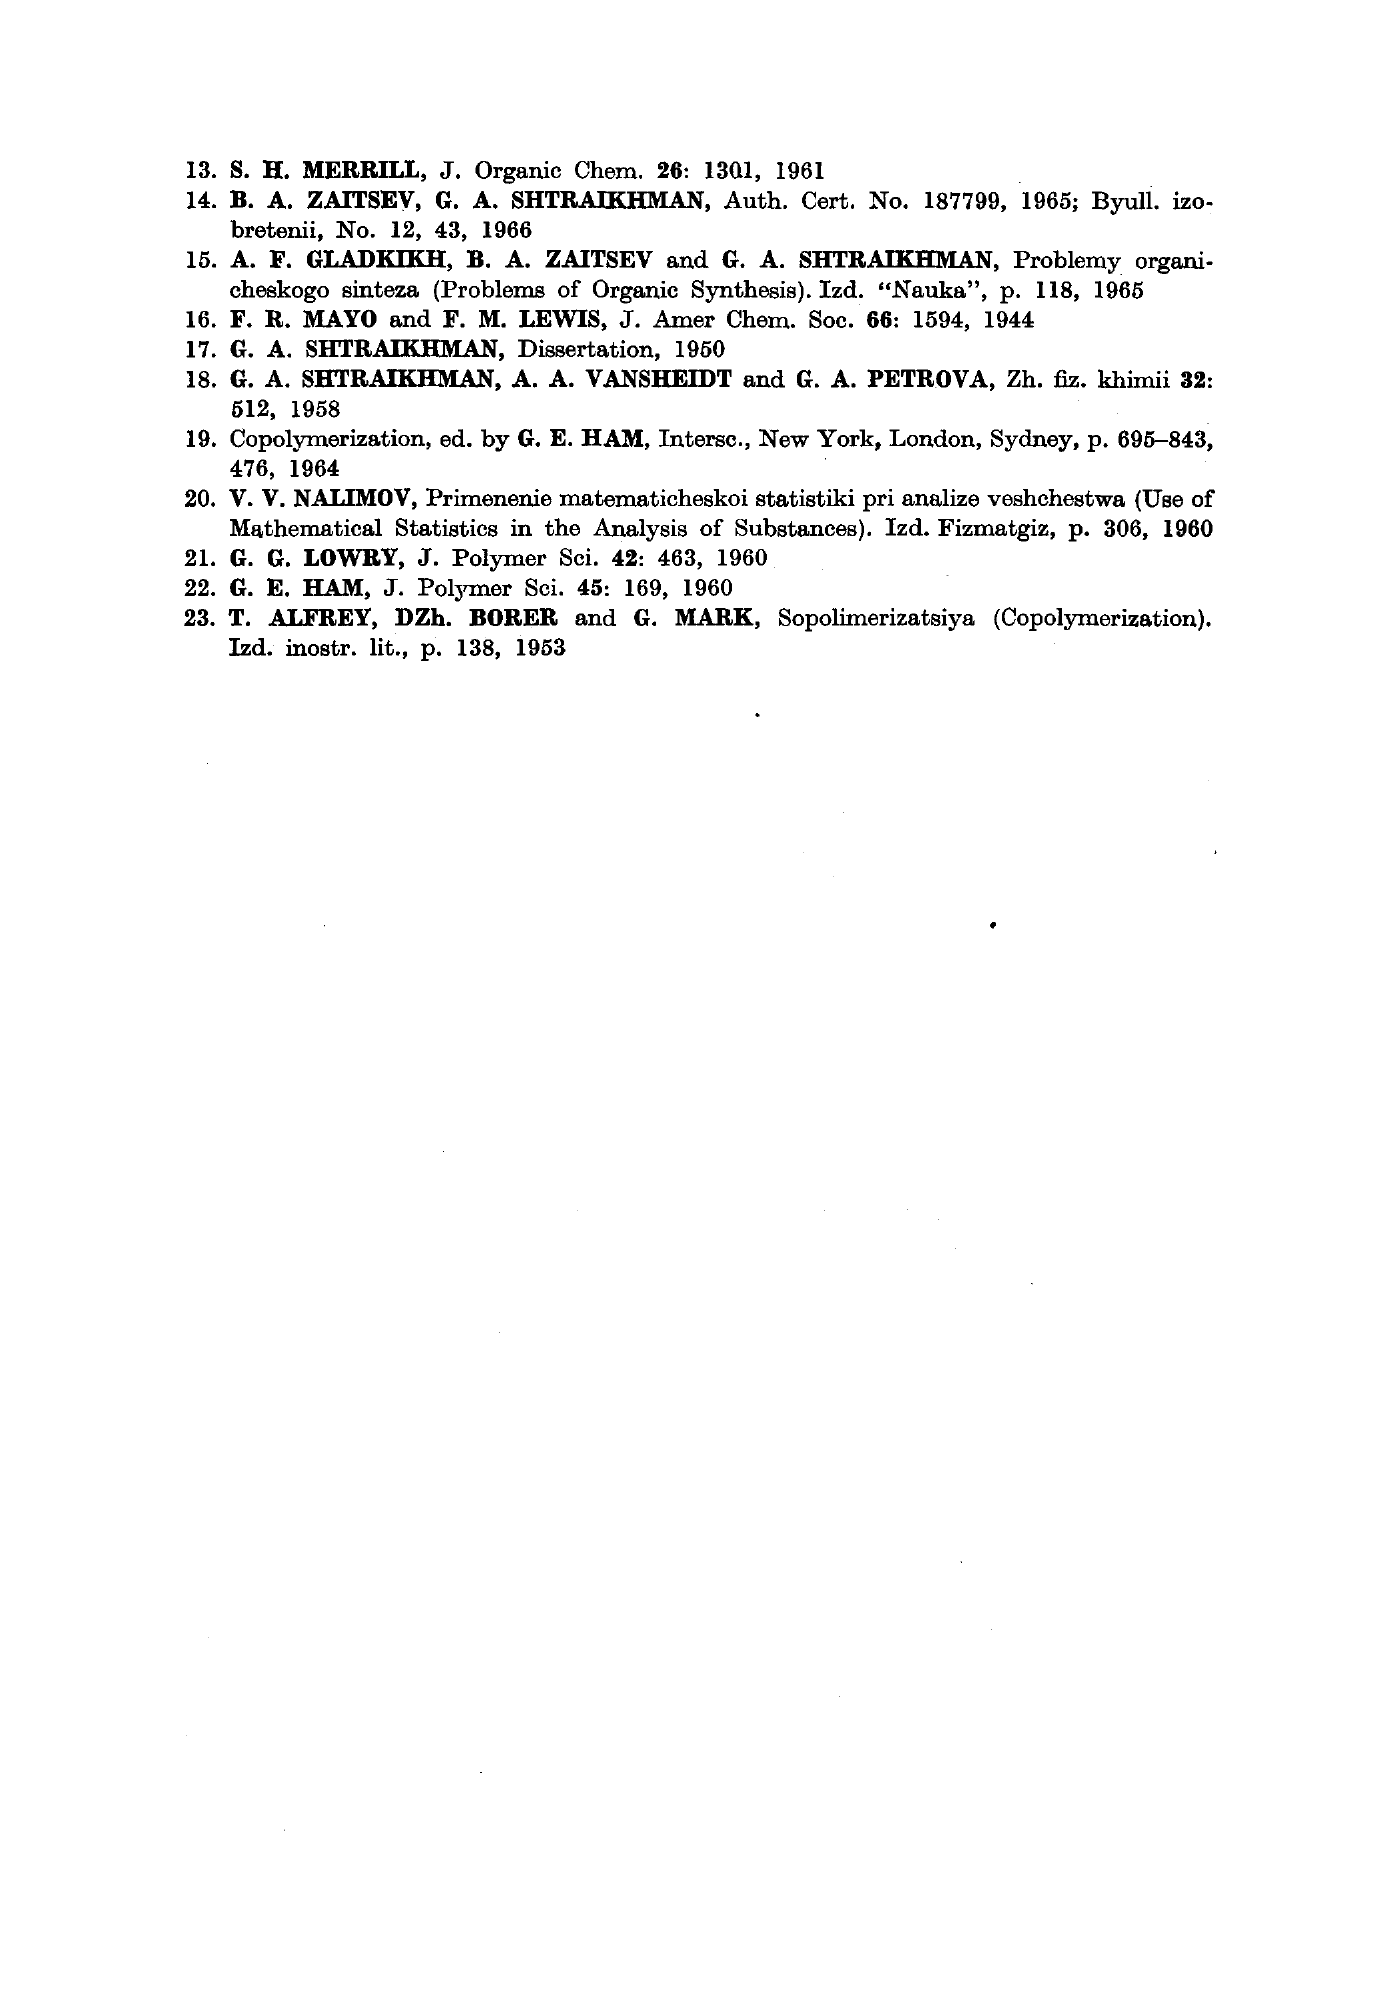 13. S. H. MERRILL, J. Organic Chem. 26: 1301, 1961
14. B. A. ZAITSEV, G. A. SHTRAIKHMAN, Auth. Cert. No. 187799, 1965; Byull. izo-
bretenii, No. 12, 43, 1966
15. A. F. GLADKIKH, B. A. ZAITSEV and G. A. SHTRAIKHMAN, Problemy organi-
cheskogo sinteza (Problems of Organic Synthesis). Izd. “Nauka”, p. 118, 1965
16. F. R. MAYO and F. M. LEWIS, J. Amer Chem. Soc. 66: 1594, 1944
17. G. A. SHTRAIKHMAN, Dissertation, 1950
18. G. A. SHTRAIKHMAN, A. A. VANSHEIDT and G. A. PETROVA, Zh. fiz. khimii 32:
512, 1958
19. Copolymerization, ed. by G. E. HAM, Intersc., New York, London, Sydney, p. 695–843,
476, 1964
20. V. V. NALIMOV, Primenenie matematicheskoi statistiki pri analize veshchestwa (Use of
Mathematical Statistics in the Analysis of Substances). Izd. Fizmatgiz, p. 306, 1960
21. G. G. LOWRY, J. Polymer Sci. 42: 463, 1960
22. G. E. HAM, J. Polymer Sci. 45: 169, 1960
23. T. ALFREY, DZh. BORER and G. MARK, Sopolimerizatsiya (Copolymerization).
Izd. inostr. lit., p. 138, 1953